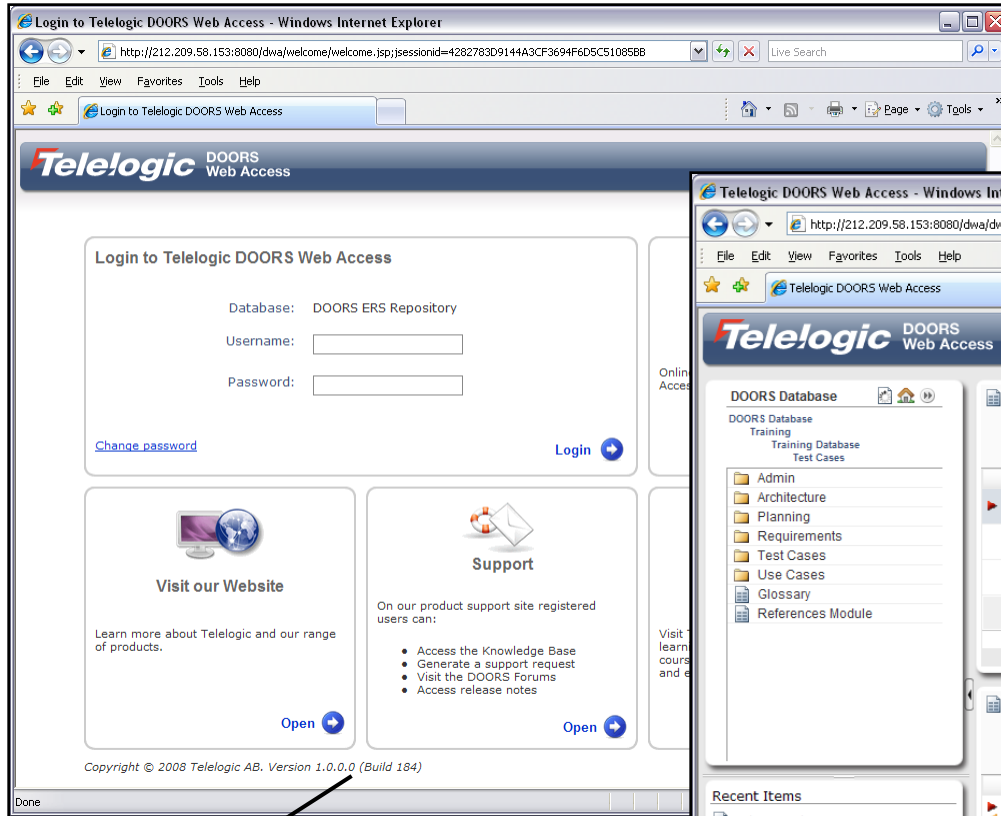 Login to Telelogic DOORS Web Access - Windows Internet Explorer
http://212.209.58.153:8080/dwa/welcome/welcome.jsp;jsessionid=4282783D9144A3CF3694F6D5C51085BB
Live Search
File Edit View Favorites Tools Help
Login to Telelogic DOORS Web Access
Page Tools
Telelogic DOORS
Web Access
Login to Telelogic DOORS Web Access
Database: DOORS ERS Repository
Username:
Password:
Change password
Login
Onlin
Acces
Visit our Website
Learn more about Telelogic and our range
of products.
Open
Support
On our product support site registered
users can:
• Access the Knowledge Base
• Generate a support request
• Visit the DOORS Forums
• Access release notes
Open
Visit
learni
cours
and e
Copyright © 2008 Telelogic AB. Version 1.0.0.0 (Build 184)
Done
Telelogic DOORS Web Access - Windows Int
http://212.209.58.153:8080/dwa/dw
File Edit View Favorites Tools Help
Telelogic DOORS Web Access
Telelogic DOORS
Web Access
DOORS Database
DOORS Database
Training
Training Database
Test Cases
Admin
Architecture
Planning
Requirements
Test Cases
Use Cases
Glossary
References Module
Recent Items